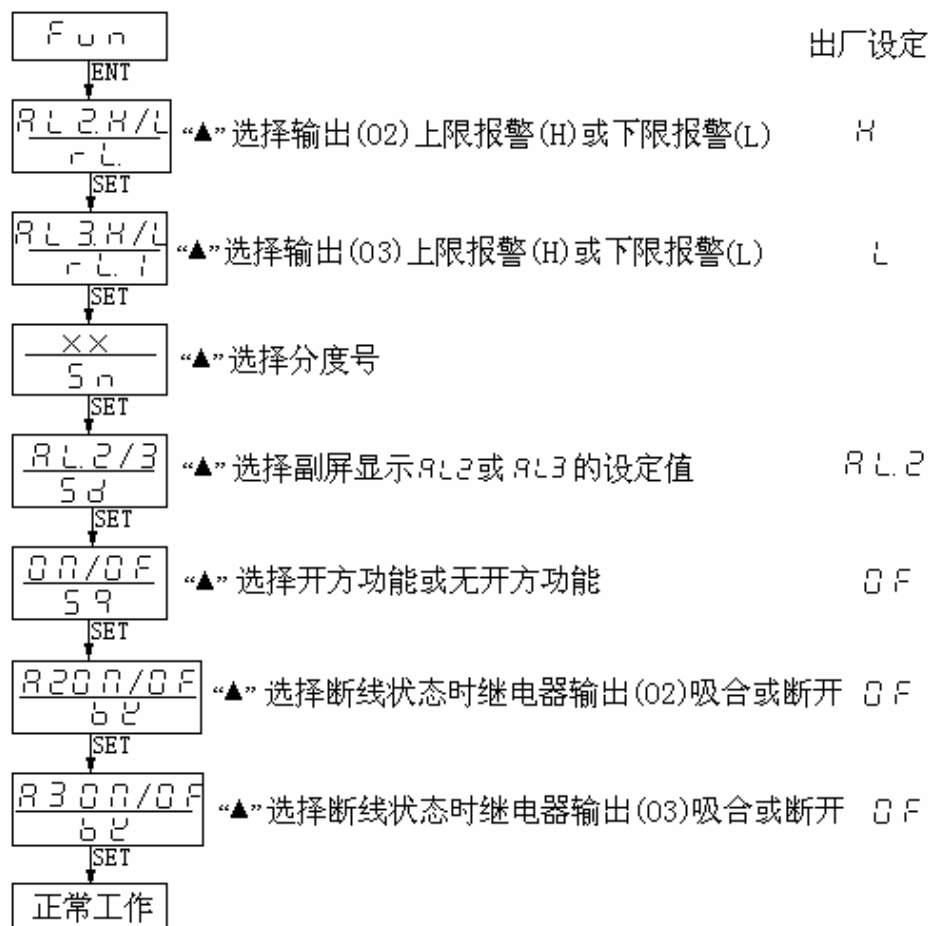 Fun
出厂设定
ENT
AL2.H/L
rL.
“▲”选择输出(02)上限报警(H)或下限报警(L) H
SET
AL3.H/L
rL.1
“▲”选择输出(03)上限报警(H)或下限报警(L) L
SET
××
Sn
“▲”选择分度号
SET
AL.2/3
Sd
“▲”选择副屏显示AL2或AL3的设定值 AL.2
SET
On/OF
Sq
“▲”选择开方功能或无开方功能 OF
SET
A2On/OF
bY
“▲”选择断线状态时继电器输出(02)吸合或断开 OF
SET
A3On/OF
bY
“▲”选择断线状态时继电器输出(03)吸合或断开 OF
SET
正常工作